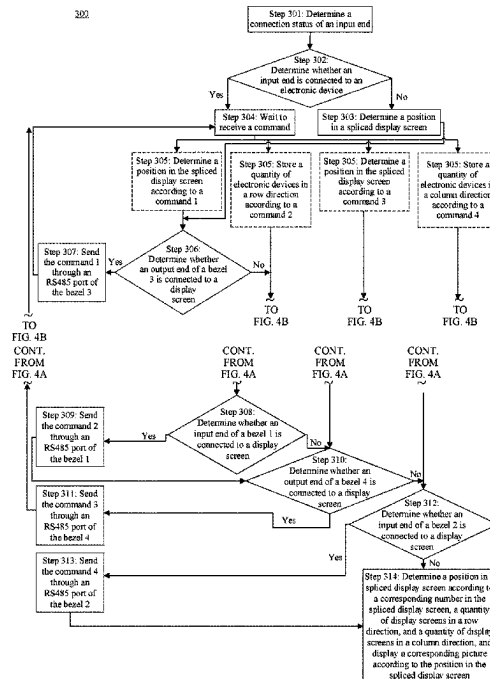 300
Step 301: Determine a
connection status of an input end
Step 302:
Determine whether an
input end is connected to an
electronic device
Yes
No
Step 304: Wait to
receive a command
Step 303: Determine a position
in a spliced display screen
Step 305: Determine a
position in the spliced
display screen
according to a
command 1
Step 305: Store a
quantity of
electronic devices in
a row direction
according to a
command 2
Step 305: Determine a
position in the spliced
display screen
according to a
command 3
Step 305: Store a
quantity of
electronic devices in
a column direction
according to a
command 4
Step 307: Send
the command 1
through an
RS485 port of
the bezel 3
Yes
Step 306:
Determine whether
an output end of a bezel
3 is connected to a
display
screen
No
TO
FIG. 4B
TO
FIG. 4B
TO
FIG. 4B
TO
FIG. 4B
CONT.
FROM
FIG. 4A
CONT.
FROM
FIG. 4A
CONT.
FROM
FIG. 4A
CONT.
FROM
FIG. 4A
Step 309: Send
the command 2
through an
RS485 port of
the bezel 1
Yes
Step 308:
Determine whether an
input end of a bezel 1 is
connected to a display
screen
No
Step 310:
Determine whether an
output end of a bezel 4 is
connected to a display
screen
No
Step 311: Send
the command 3
through an
RS485 port of
the bezel 4
Yes
Step 312:
Determine whether an
input end of a bezel 2 is
connected to a display
screen
Yes
No
Step 313: Send
the command 4
through an
RS485 port of
the bezel 2
Step 314: Determine a position in
spliced display screen according to
a corresponding number in the
spliced display screen, a quantity
of display screens in a row
direction, and a quantity of display
screens in a column direction, and
display a corresponding picture
according to the position in the
spliced display screen